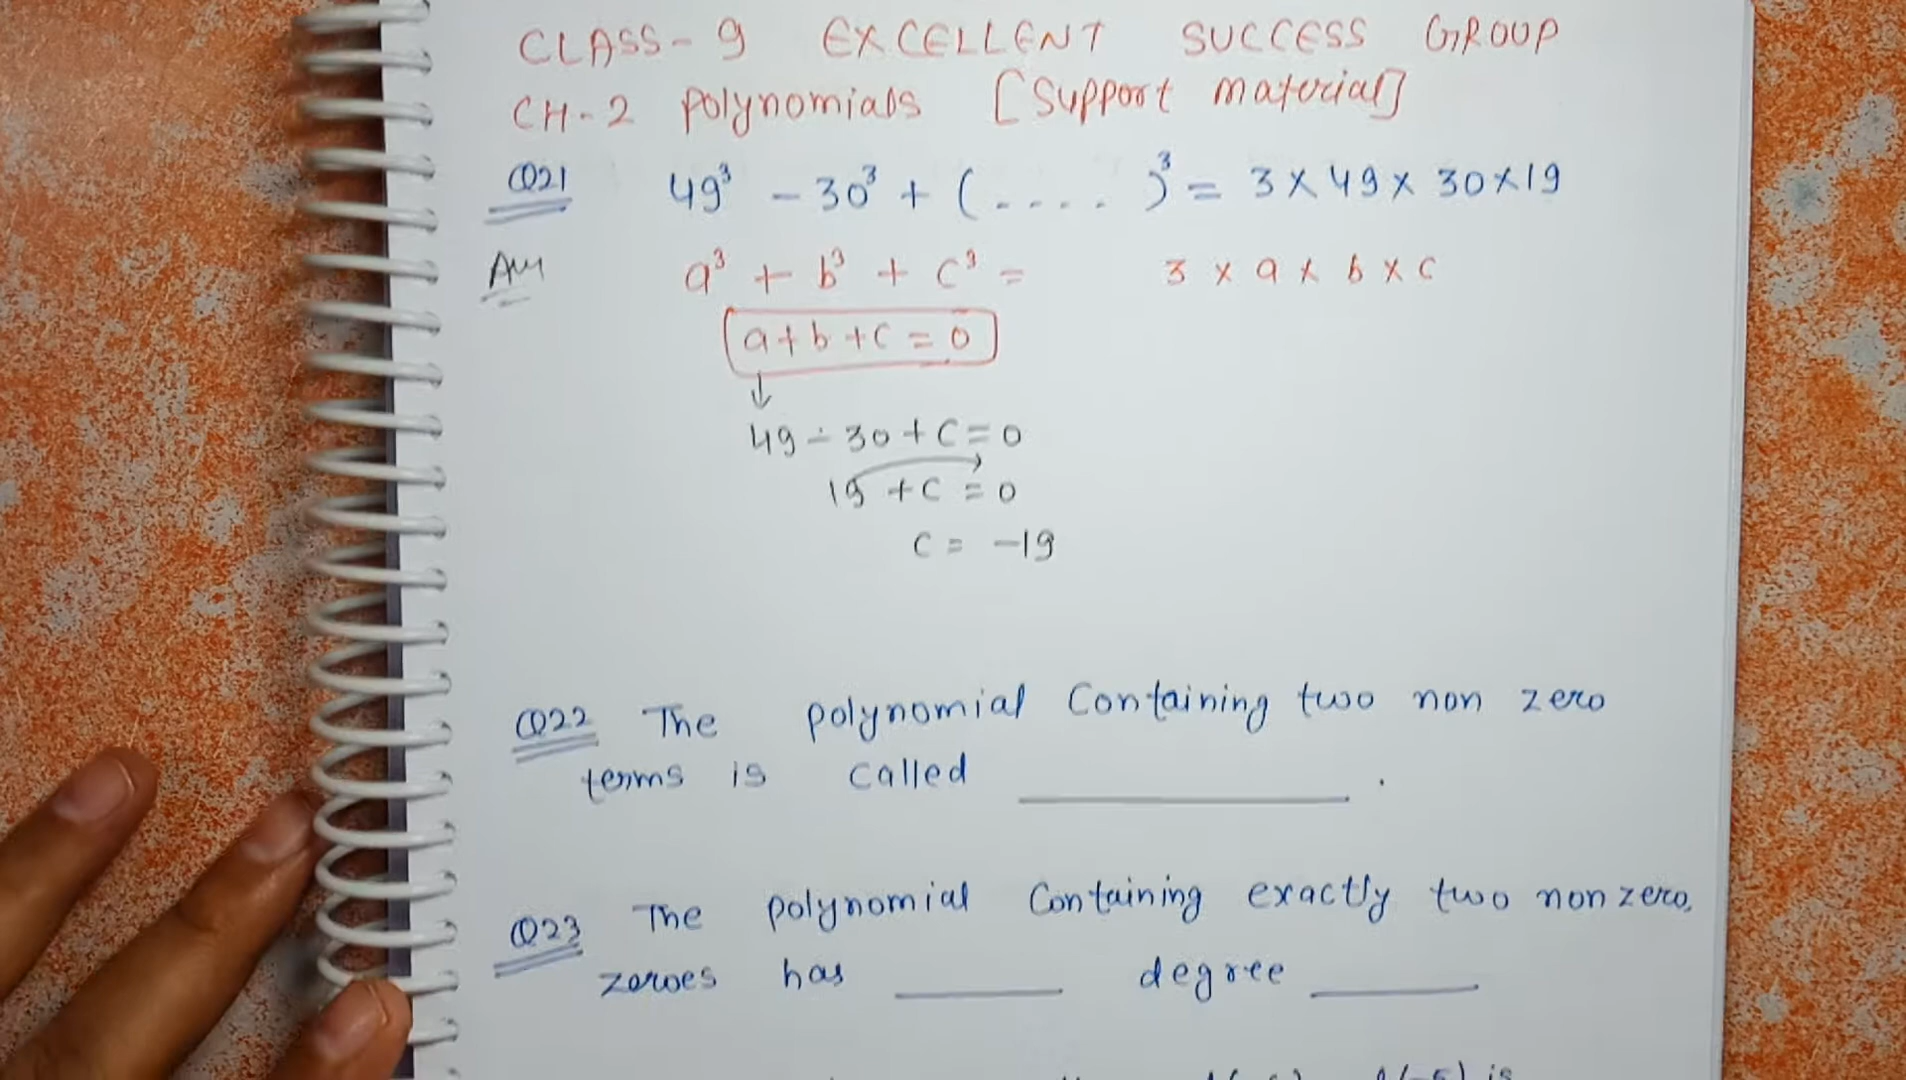 CLASS-9 EXCELLENT SUCCESS GROUP
CH-2 Polynomials [Support material]
Q21 49³ - 30³ + (....)³ = 3 x 49 x 30 x 19
Ans a³ + b³ + c³ = 3 x a x b x c
a + b + c = 0
↓
49 - 30 + C = 0
19 + C = 0
C = -19
Q22 The polynomial Containing two non zero
terms is called ________ .
Q23 The polynomial Containing exactly two non zero
zeroes has ____ degree ____